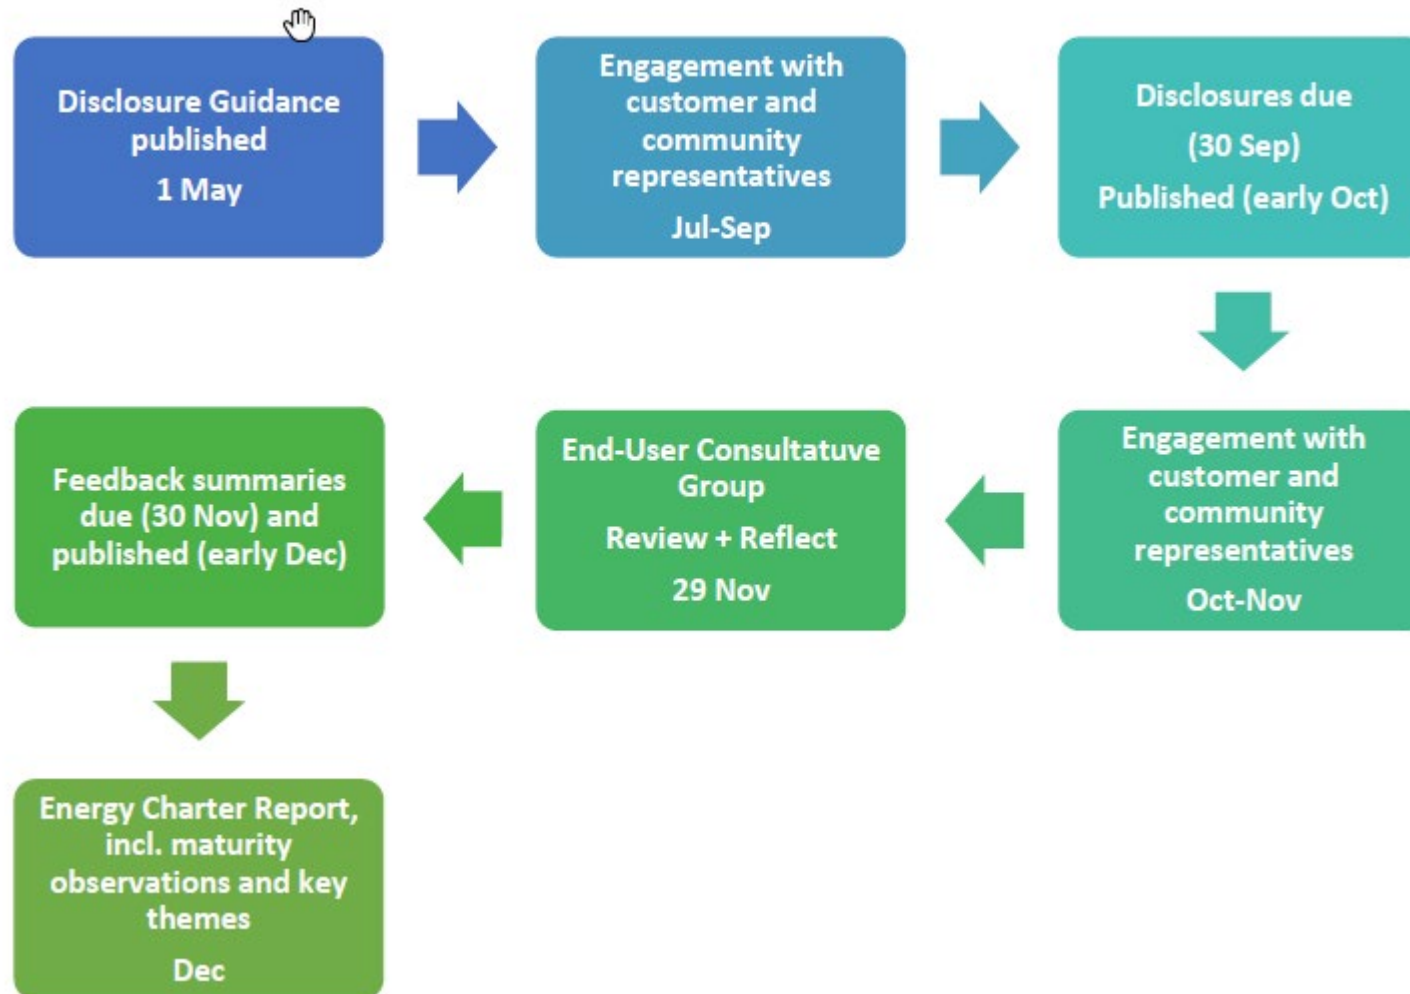 Disclosure Guidance
published
1 May
Engagement with
customer and
community
representatives
Jul-Sep
Disclosures due
(30 Sep)
Published (early Oct)
Engagement with
customer and
community
representatives
Oct-Nov
End-User Consultatuve
Group
Review + Reflect
29 Nov
Feedback summaries
due (30 Nov) and
published (early Dec)
Energy Charter Report,
incl. maturity
observations and key
themes
Dec